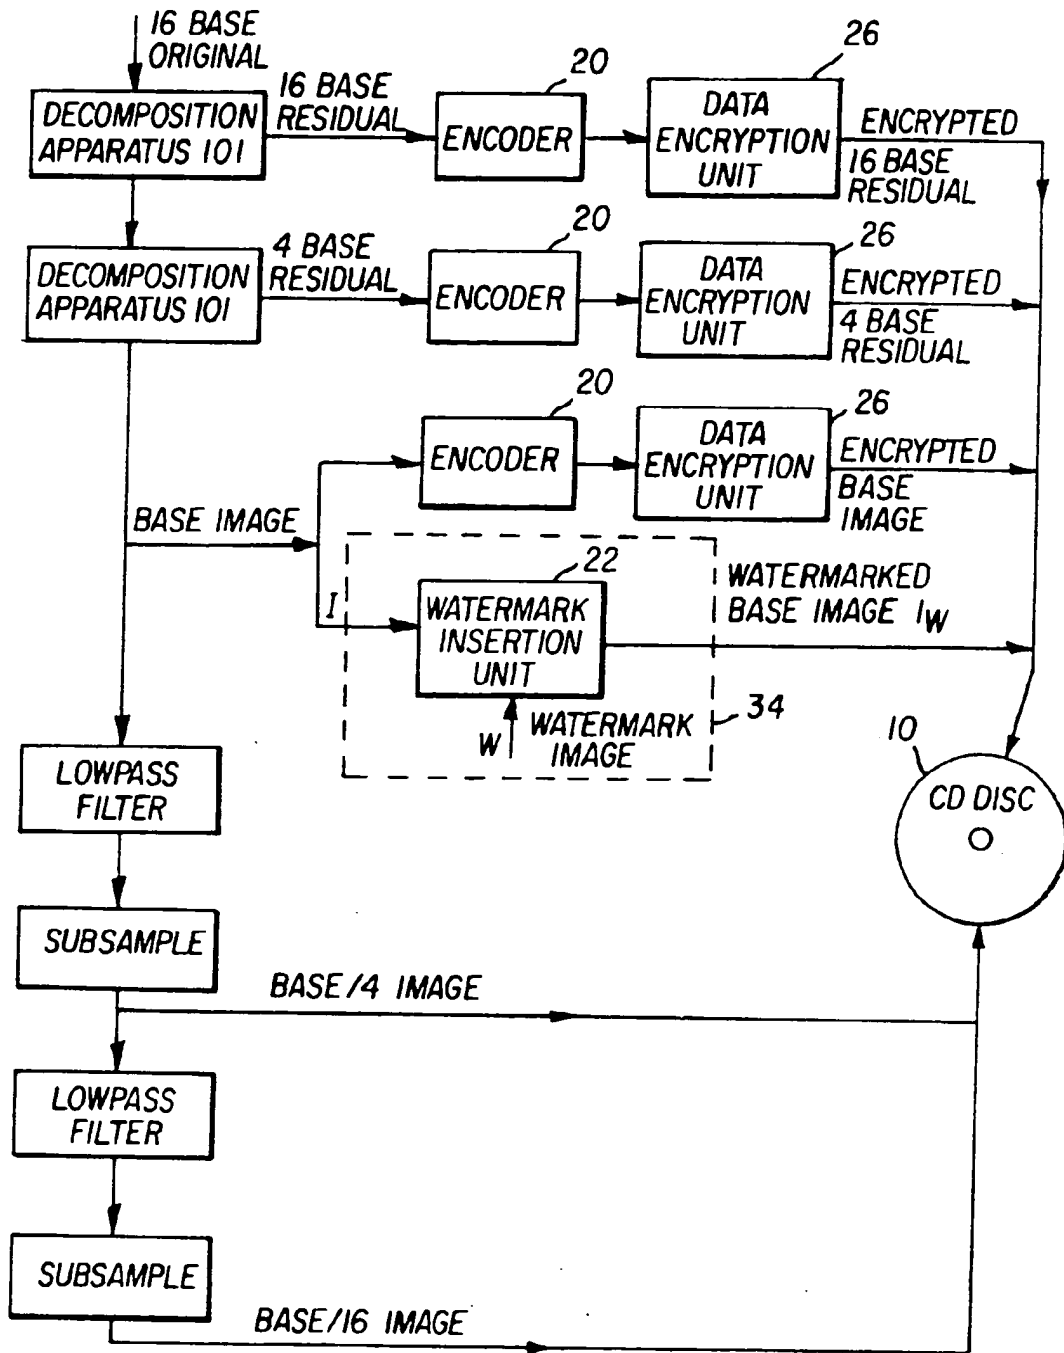 16 BASE
ORIGINAL
DECOMPOSITION
APPARATUS 101
16 BASE
RESIDUAL
20
ENCODER
26
DATA
ENCRYPTION
UNIT
ENCRYPTED
16 BASE
RESIDUAL
DECOMPOSITION
APPARATUS 101
4 BASE
RESIDUAL
20
ENCODER
26
DATA
ENCRYPTION
UNIT
ENCRYPTED
4 BASE
RESIDUAL
20
ENCODER
26
DATA
ENCRYPTION
UNIT
ENCRYPTED
BASE
IMAGE
BASE IMAGE
I
22
WATERMARK
INSERTION
UNIT
WATERMARKED
BASE IMAGE IW
W
WATERMARK
IMAGE
34
10
CD DISC
LOWPASS
FILTER
SUBSAMPLE
BASE/4 IMAGE
LOWPASS
FILTER
SUBSAMPLE
BASE/16 IMAGE